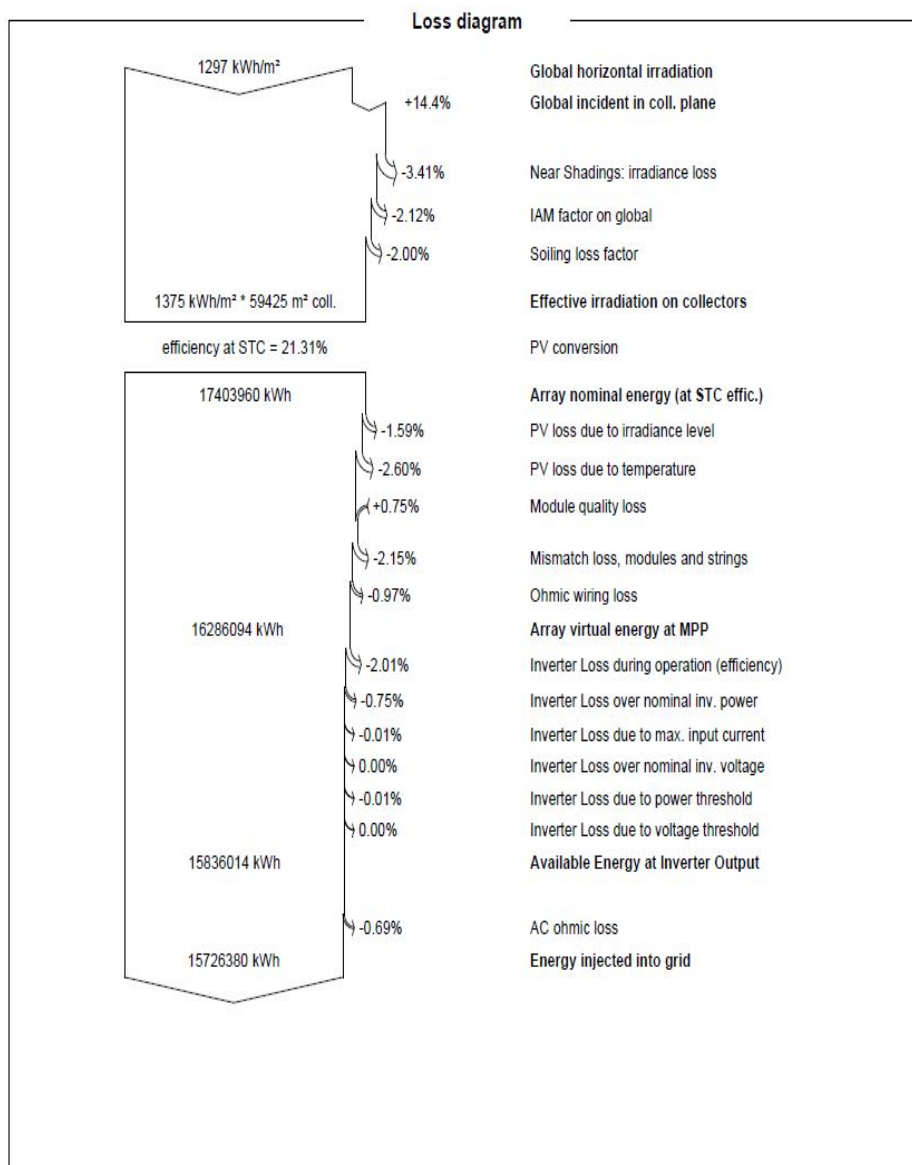 Loss diagram
1297 kWh/m² Global horizontal irradiation
+14.4% Global incident in coll. plane
-3.41% Near Shadings: irradiance loss
-2.12% IAM factor on global
-2.00% Soiling loss factor
1375 kWh/m² * 59425 m² coll. Effective irradiation on collectors
efficiency at STC = 21.31% PV conversion
17403960 kWh Array nominal energy (at STC effic.)
-1.59% PV loss due to irradiance level
-2.60% PV loss due to temperature
+0.75% Module quality loss
-2.15% Mismatch loss, modules and strings
-0.97% Ohmic wiring loss
16286094 kWh Array virtual energy at MPP
-2.01% Inverter Loss during operation (efficiency)
-0.75% Inverter Loss over nominal inv. power
-0.01% Inverter Loss due to max. input current
0.00% Inverter Loss over nominal inv. voltage
-0.01% Inverter Loss due to power threshold
0.00% Inverter Loss due to voltage threshold
15836014 kWh Available Energy at Inverter Output
-0.69% AC ohmic loss
15726380 kWh Energy injected into grid